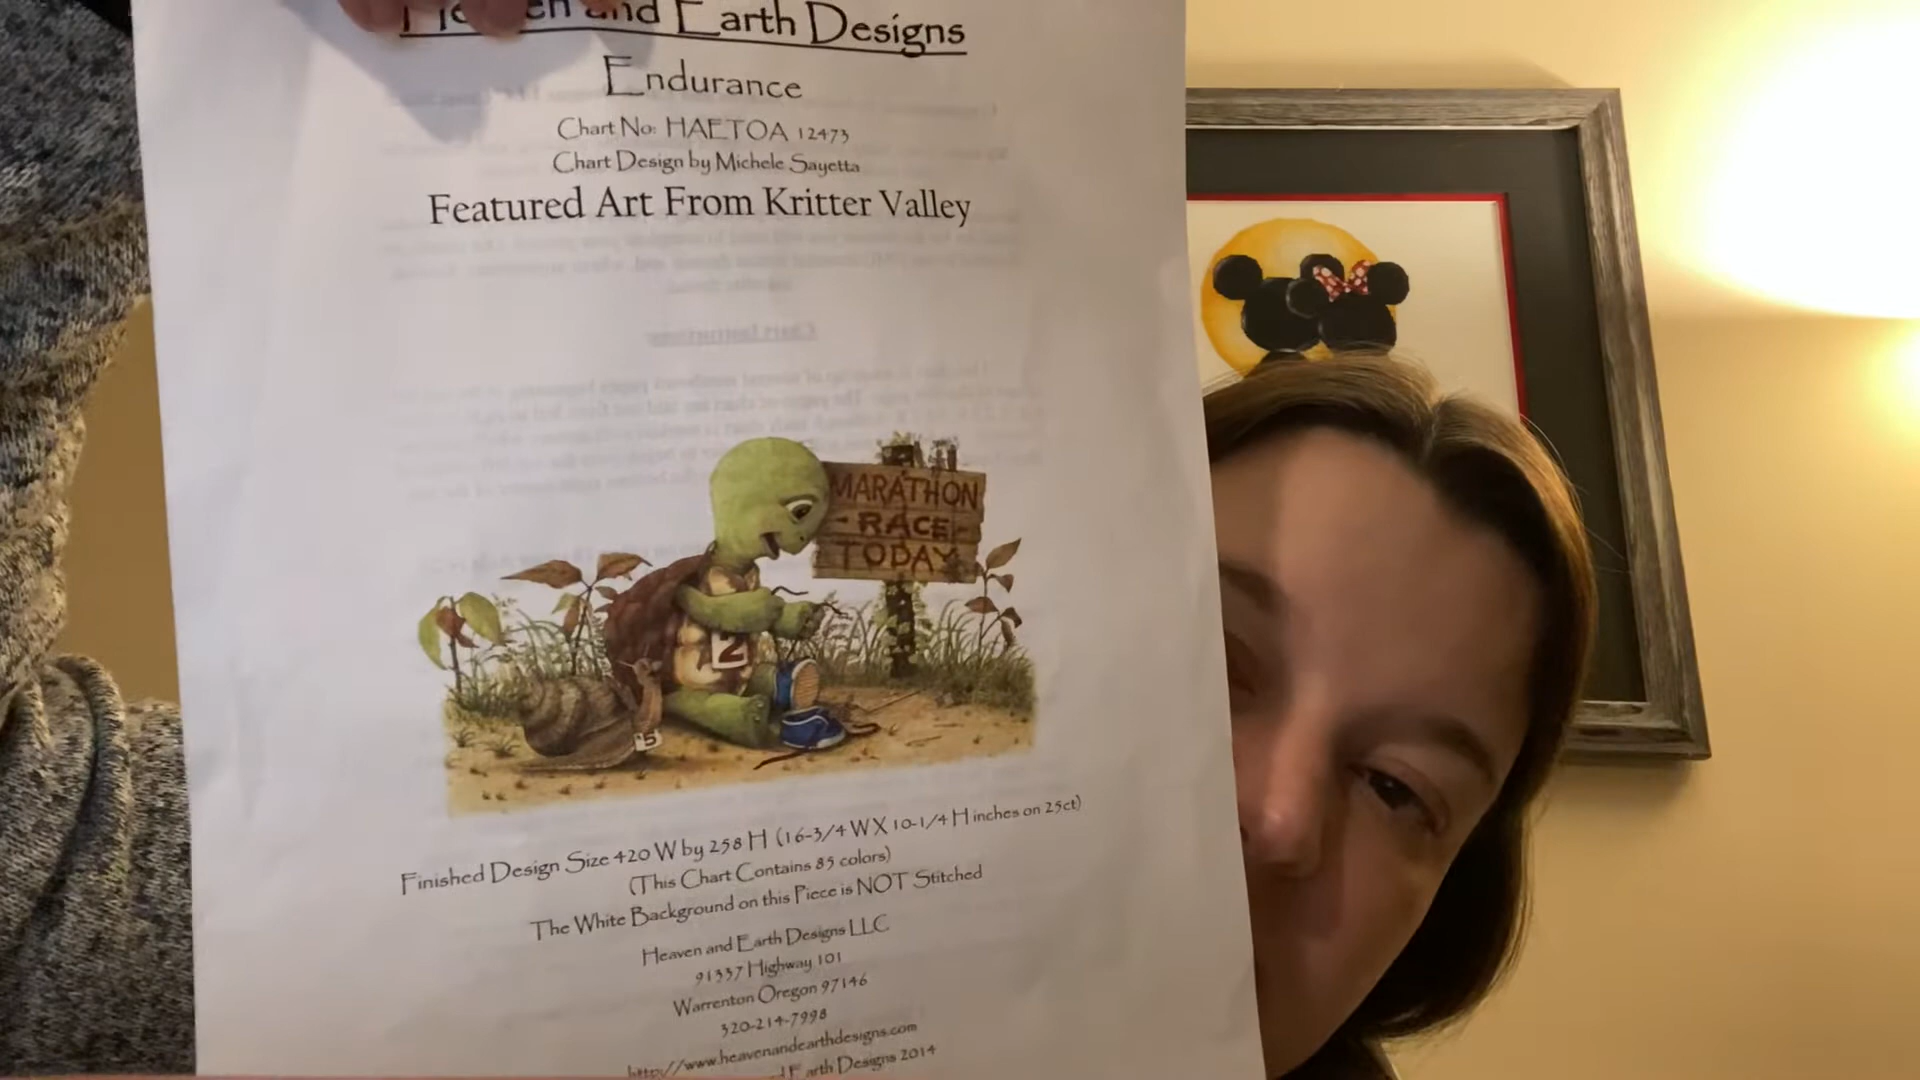 en and Earth Designs
Endurance
Chart No: HAETOA 12473
Chart Design by Michele Sayetta
Featured Art From Kritter Valley
MARATHON
- RACE -
TODAY
2
5
Finished Design Size 420 W by 258 H (16-3/4 W X 10-1/4 H inches on 25ct)
(This Chart Contains 85 colors)
The White Background on this Piece is NOT Stitched
Heaven and Earth Designs LLC
91337 Highway 101
Warrenton Oregon 97146
320-214-7998
http://www.heavenandearthdesigns.com
Earth Designs 2014